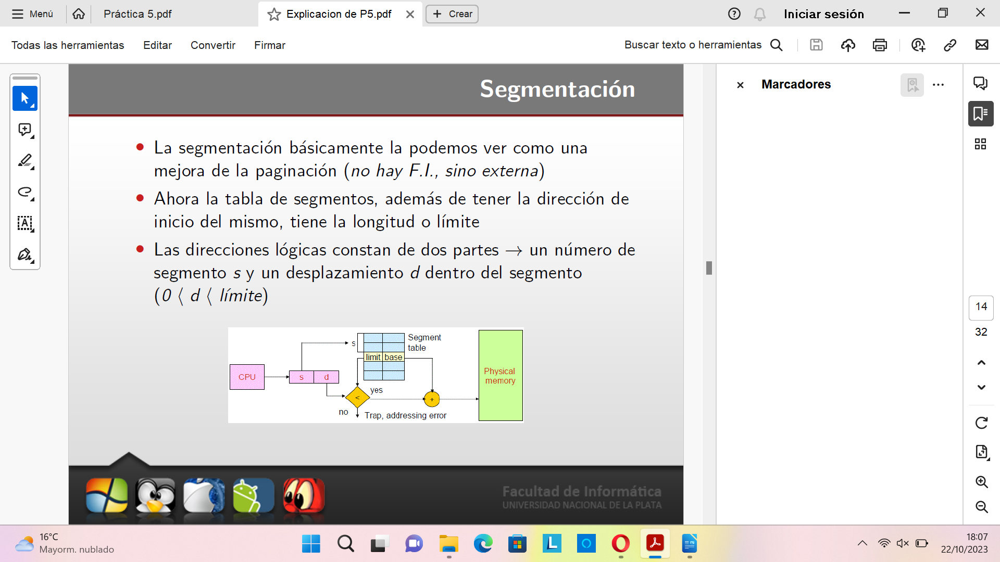 Menú
Práctica 5.pdf
Explicacion de P5.pdf
Crear
Iniciar sesión
Todas las herramientas
Editar
Convertir
Firmar
Buscar texto o herramientas
Segmentación
• La segmentación básicamente la podemos ver como una
mejora de la paginación (no hay F.I., sino externa)
• Ahora la tabla de segmentos, además de tener la dirección de
inicio del mismo, tiene la longitud o límite
• Las direcciones lógicas constan de dos partes → un número de
segmento s y un desplazamiento d dentro del segmento
(0 ⟨ d ⟨ límite)
s
Segment
table
limit base
CPU
s d
Physical
memory
yes
<
+
no
Trap, addressing error
Facultad de Informática
UNIVERSIDAD NACIONAL DE LA PLATA
Marcadores
14
32
16°C
Mayorm. nublado
18:07
22/10/2023